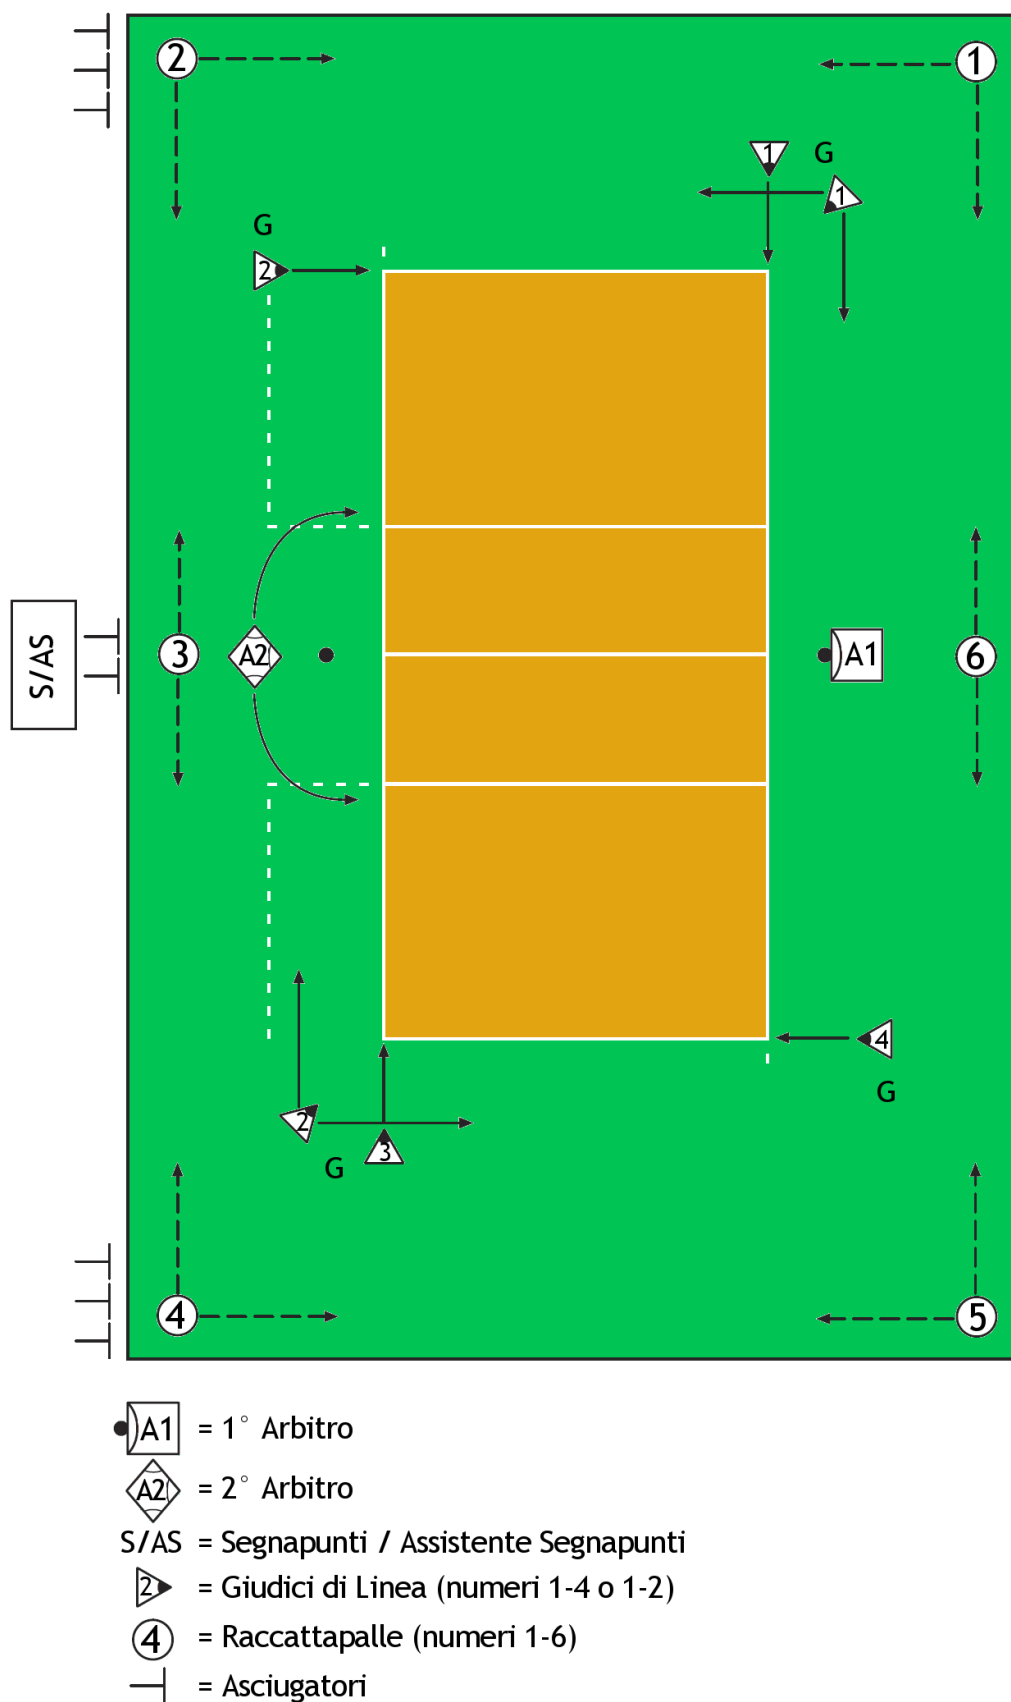 2
1
1
G
1
G
2
S/AS
3
A2
A1
6
4
G
2
3
G
4
5
A1 = 1° Arbitro
A2 = 2° Arbitro
S/AS = Segnapunti / Assistente Segnapunti
2 = Giudici di Linea (numeri 1-4 o 1-2)
4 = Raccattapalle (numeri 1-6)
= Asciugatori